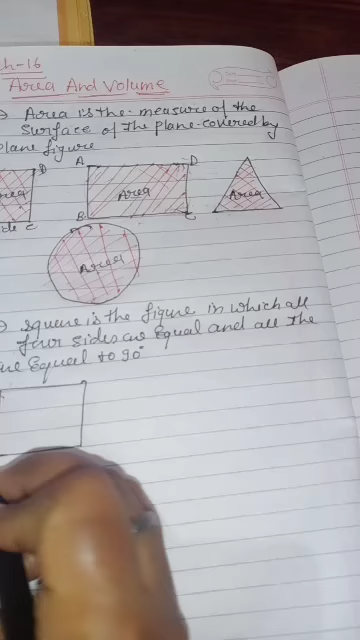 h-16
Area And Volume
Area is the measure of the
surface of the plane covered by
plane figure
A D
D
Area
Area
B C
de C
Area
square is the figure in which all
four sides are Equal and all the
are Equal to 90°